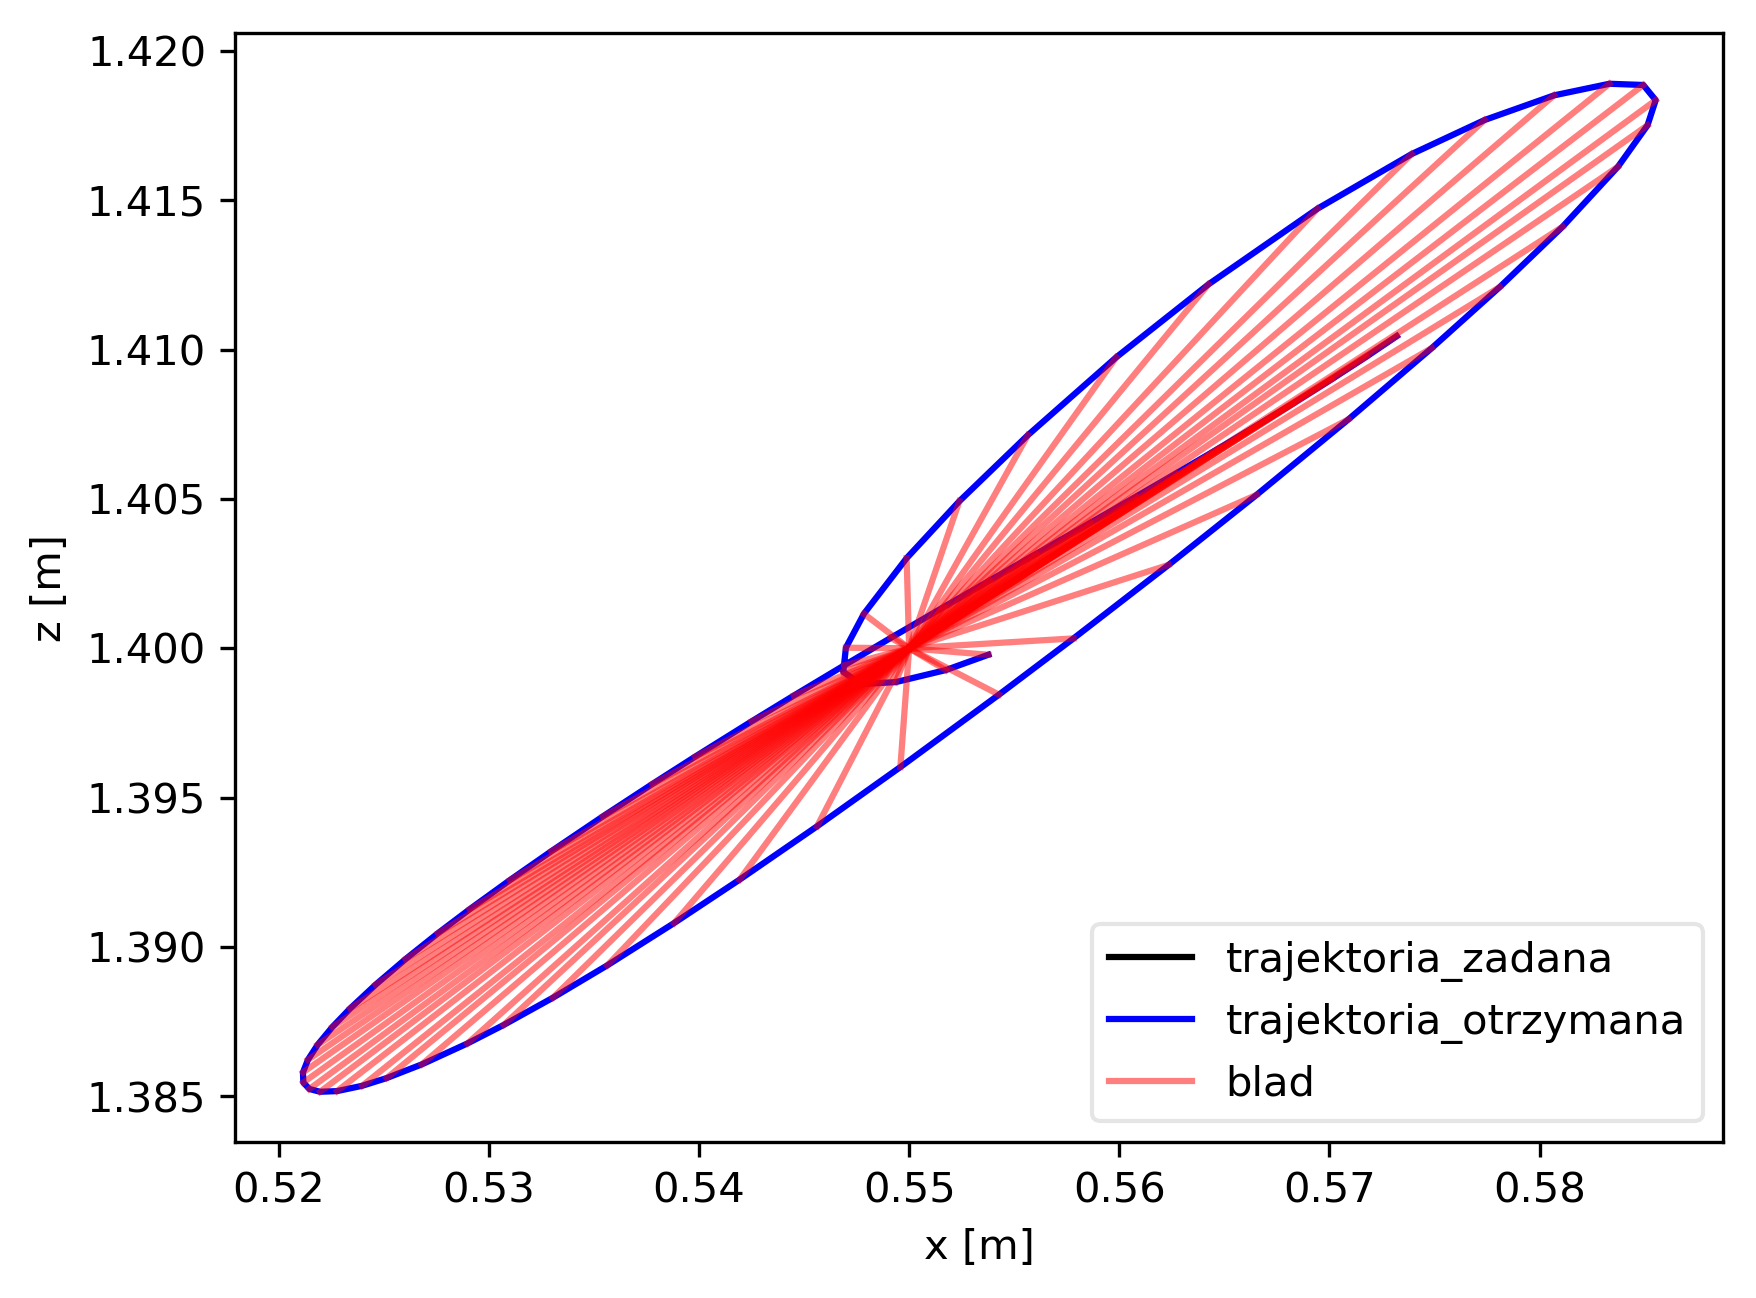 1.420
1.415
1.410
1.405
1.400
1.395
1.390
1.385
z [m]
trajektoria_zadana
trajektoria_otrzymana
blad
0.52 0.53 0.54 0.55 0.56 0.57 0.58
x [m]